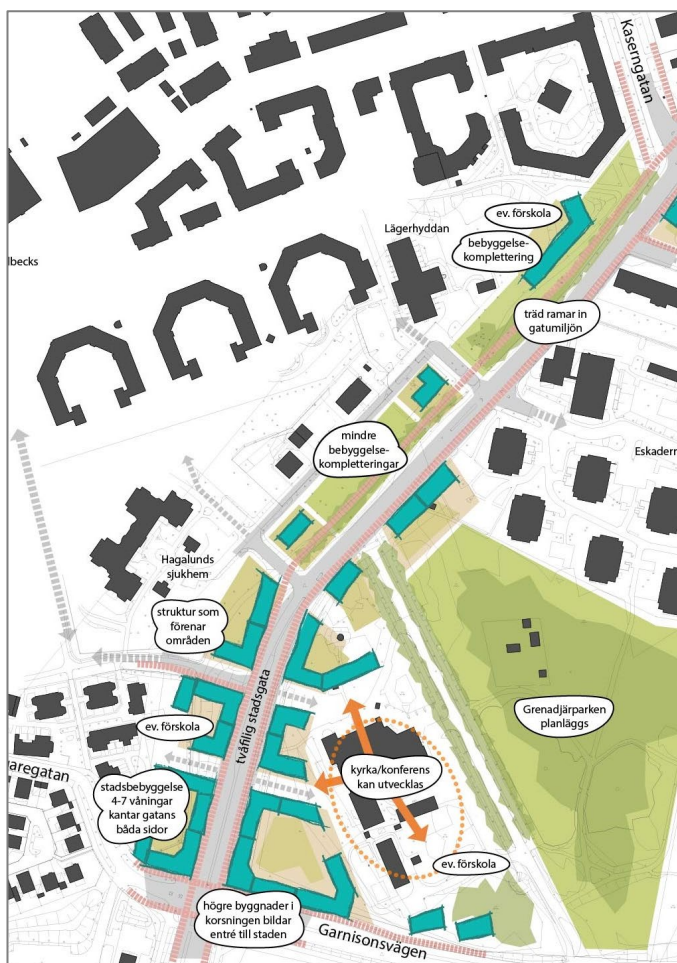 Kaserngatan
ev. förskola
Lägerhyddan
bebyggelse-
komplettering
lbecks
träd ramar in
gatumiljön
mindre
bebyggelse-
kompletteringar
Eskadern
Hagalunds
sjukhem
struktur som
förenar
områden
tvåfilig stadsgata
Grenadjärparken
planläggs
ev. förskola
kyrka/konferens
kan utvecklas
aregatan
stadsbebyggelse
4-7 våningar
kantar gatans
båda sidor
ev. förskola
högre byggnader i
korsningen bildar
entré till staden
Garnisonsvägen